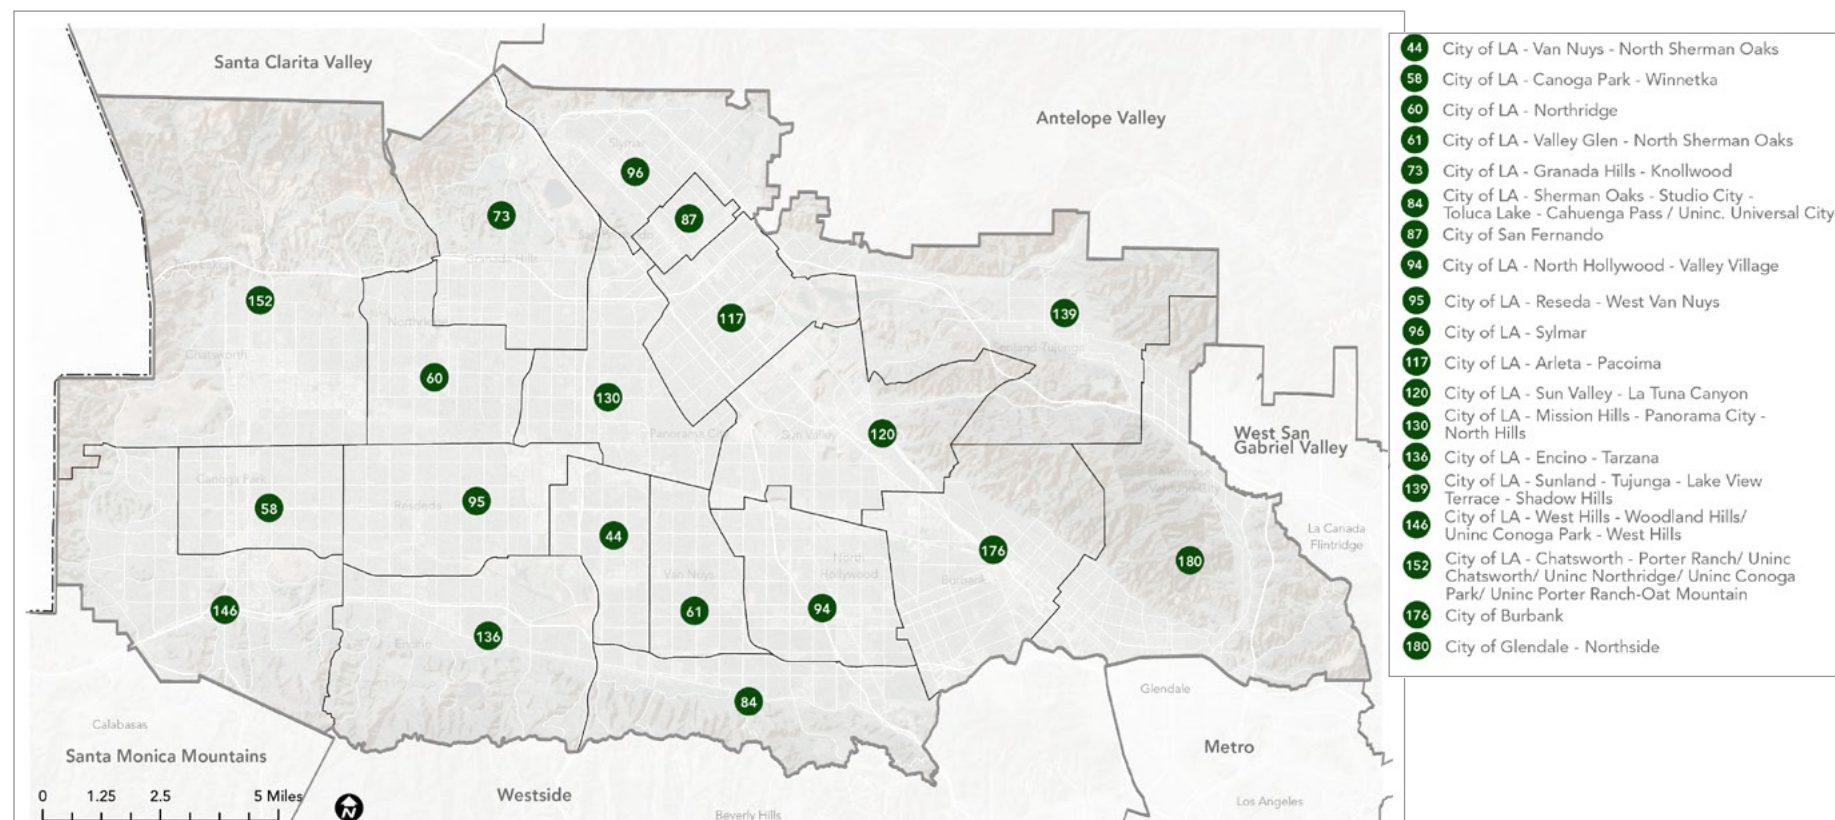 Santa Clarita Valley
Antelope Valley
Sylmar
96
87
73
Granada Hills
152
Northridge
117
139
Sunland-Tujunga
Chatsworth
60
130
Panorama City
Sun Valley
120
West San
Gabriel Valley
Canoga Park
58
Reseda
95
44
176
180
La Canada
Flintridge
North
Hollywood
Van Nuys
Burbank
146
136
61
94
Encino
84
Glendale
Calabasas
Santa Monica Mountains
Metro
0 1.25 2.5 5 Miles
N
Westside
Beverly Hills
Los Angeles
44 City of LA - Van Nuys - North Sherman Oaks
58 City of LA - Canoga Park - Winnetka
60 City of LA - Northridge
61 City of LA - Valley Glen - North Sherman Oaks
73 City of LA - Granada Hills - Knollwood
84 City of LA - Sherman Oaks - Studio City -
Toluca Lake - Cahuenga Pass / Uninc. Universal City
87 City of San Fernando
94 City of LA - North Hollywood - Valley Village
95 City of LA - Reseda - West Van Nuys
96 City of LA - Sylmar
117 City of LA - Arleta - Pacoima
120 City of LA - Sun Valley - La Tuna Canyon
130 City of LA - Mission Hills - Panorama City -
North Hills
136 City of LA - Encino - Tarzana
139 City of LA - Sunland - Tujunga - Lake View
Terrace - Shadow Hills
146 City of LA - West Hills - Woodland Hills/
Uninc Conoga Park - West Hills
152 City of LA - Chatsworth - Porter Ranch/ Uninc
Chatsworth/ Uninc Northridge/ Uninc Conoga
Park/ Uninc Porter Ranch-Oat Mountain
176 City of Burbank
180 City of Glendale - Northside